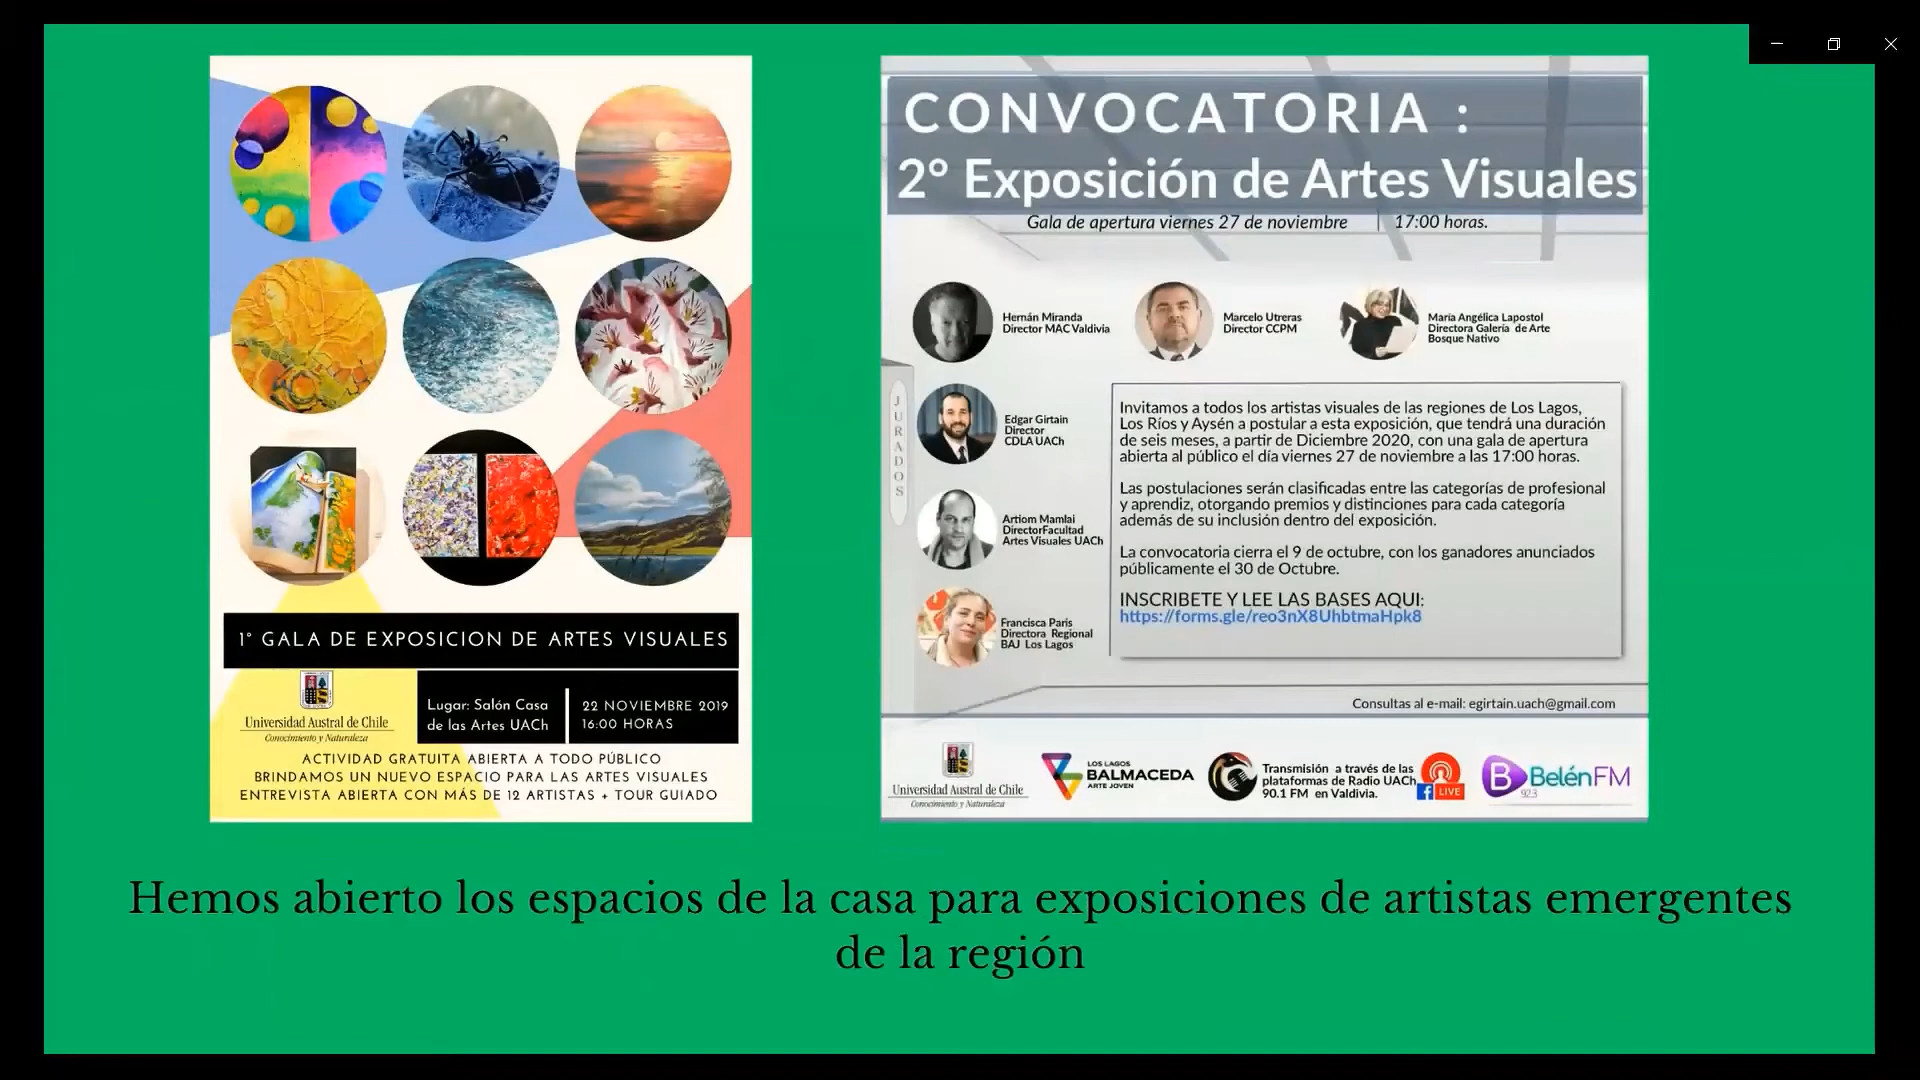 1° GALA DE EXPOSICION DE ARTES VISUALES
Universidad Austral de Chile
Conocimiento y Naturaleza
Lugar: Salón Casa
de las Artes UACh
22 NOVIEMBRE 2019
16:00 HORAS
ACTIVIDAD GRATUITA ABIERTA A TODO PÚBLICO
BRINDAMOS UN NUEVO ESPACIO PARA LAS ARTES VISUALES
ENTREVISTA ABIERTA CON MÁS DE 12 ARTISTAS + TOUR GUIADO
CONVOCATORIA :
2° Exposición de Artes Visuales
Gala de apertura viernes 27 de noviembre | 17:00 horas.
JURADOS
Hernán Miranda
Director MAC Valdivia
Marcelo Utreras
Director CCPM
María Angélica Lapostol
Directora Galería de Arte
Bosque Nativo
Edgar Girtain
Director
CDLA UACh
Artiom Mamlai
DirectorFacultad
Artes Visuales UACh
Francisca Paris
Directora Regional
BAJ Los Lagos
Invitamos a todos los artistas visuales de las regiones de Los Lagos,
Los Ríos y Aysén a postular a esta exposición, que tendrá una duración
de seis meses, a partir de Diciembre 2020, con una gala de apertura
abierta al público el día viernes 27 de noviembre a las 17:00 horas.
Las postulaciones serán clasificadas entre las categorías de profesional
y aprendiz, otorgando premios y distinciones para cada categoría
además de su inclusión dentro del exposición.
La convocatoria cierra el 9 de octubre, con los ganadores anunciados
públicamente el 30 de Octubre.
INSCRIBETE Y LEE LAS BASES AQUI:
https://forms.gle/reo3nX8UhbtmaHpk8
Consultas al e-mail: egirtain.uach@gmail.com
Universidad Austral de Chile
Conocimiento y Naturaleza
LOS LAGOS
BALMACEDA
ARTE JOVEN
Transmisión a través de las
plataformas de Radio UACh
90.1 FM en Valdivia.
f LIVE
B BelénFM
92.3
Hemos abierto los espacios de la casa para exposiciones de artistas emergentes
de la región